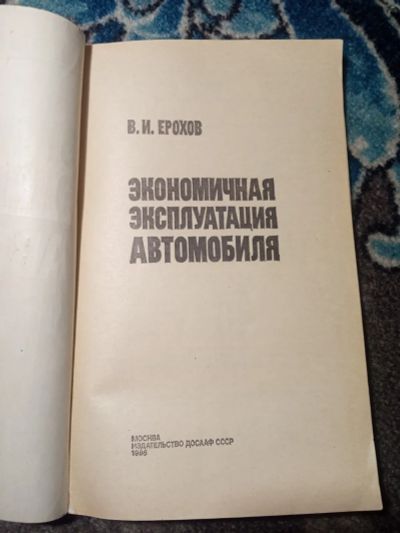 В. И. ЕРОХОВ
ЭКОНОМИЧНАЯ
ЭКСПЛУАТАЦИЯ
АВТОМОБИЛЯ
МОСКВА
ИЗДАТЕЛЬСТВО ДОСААФ СССР